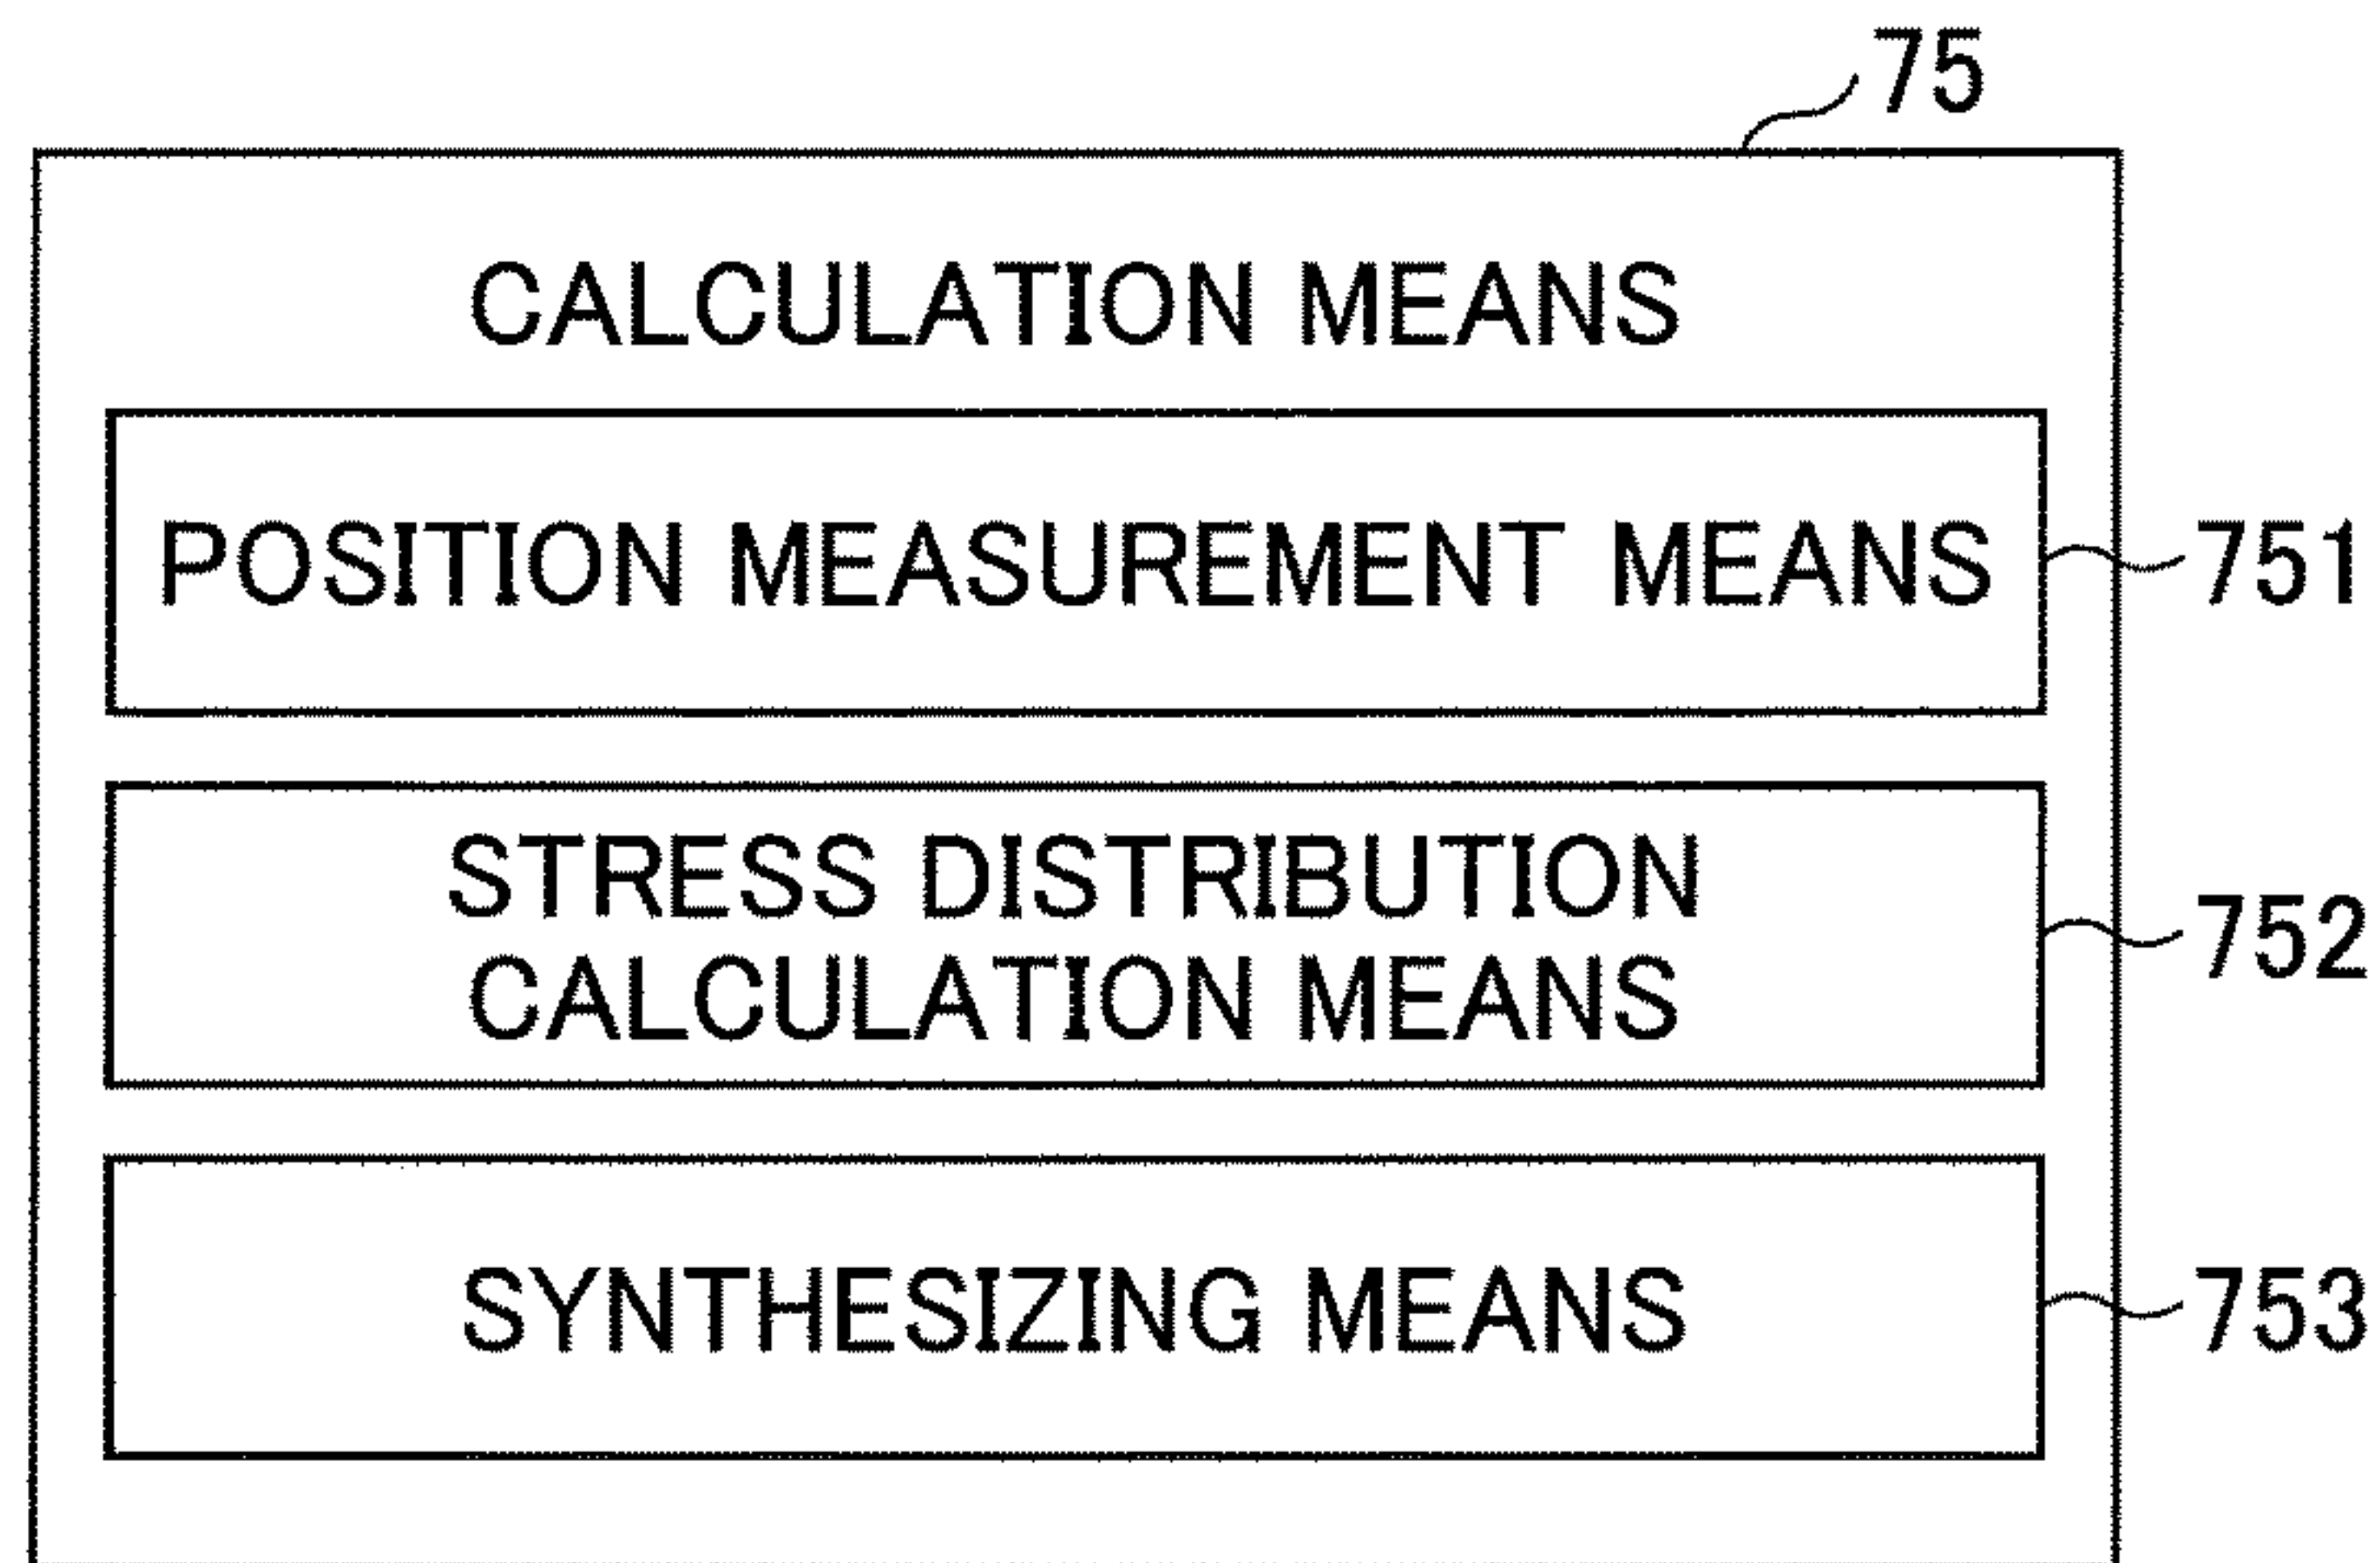 75
CALCULATION MEANS
POSITION MEASUREMENT MEANS
751
STRESS DISTRIBUTION
CALCULATION MEANS
752
SYNTHESIZING MEANS
753